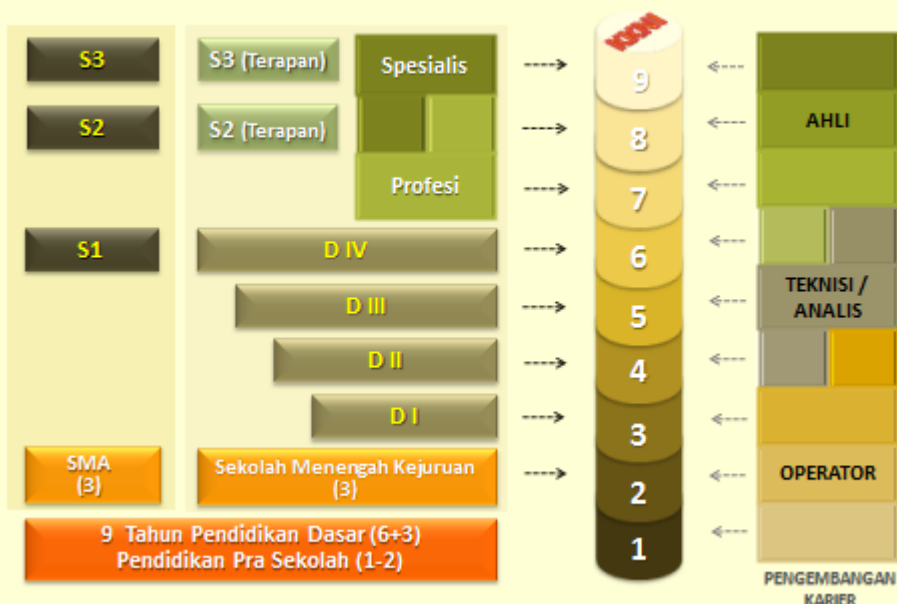 KKNI
S3
S3 (Terapan)
Spesialis
9
S2
S2 (Terapan)
8
AHLI
Profesi
7
S1
D IV
6
TEKNISI /
ANALIS
D III
5
D II
4
D I
3
SMA
(3)
Sekolah Menengah Kejuruan
(3)
2
OPERATOR
9 Tahun Pendidikan Dasar (6+3)
Pendidikan Pra Sekolah (1-2)
1
PENGEMBANGAN
KARIER